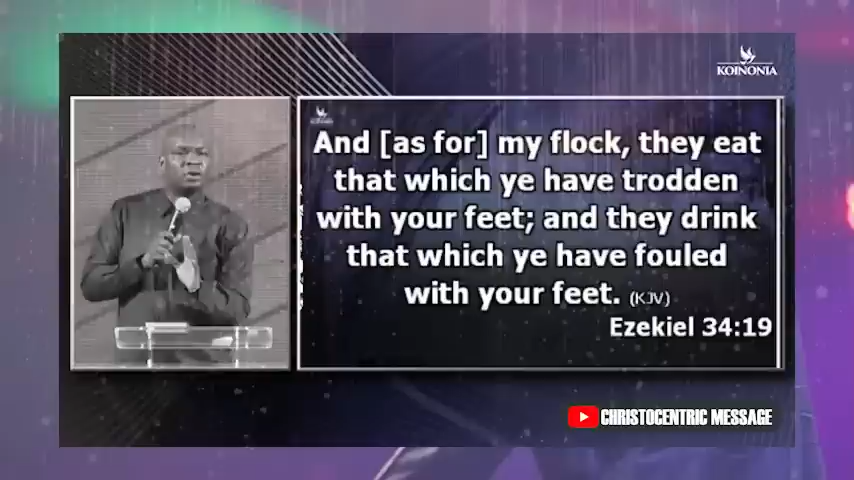 KOINONIA
And [as for] my flock, they eat
that which ye have trodden
with your feet; and they drink
that which ye have fouled
with your feet. (KJV)
Ezekiel 34:19
CHRISTOCENTRIC MESSAGE